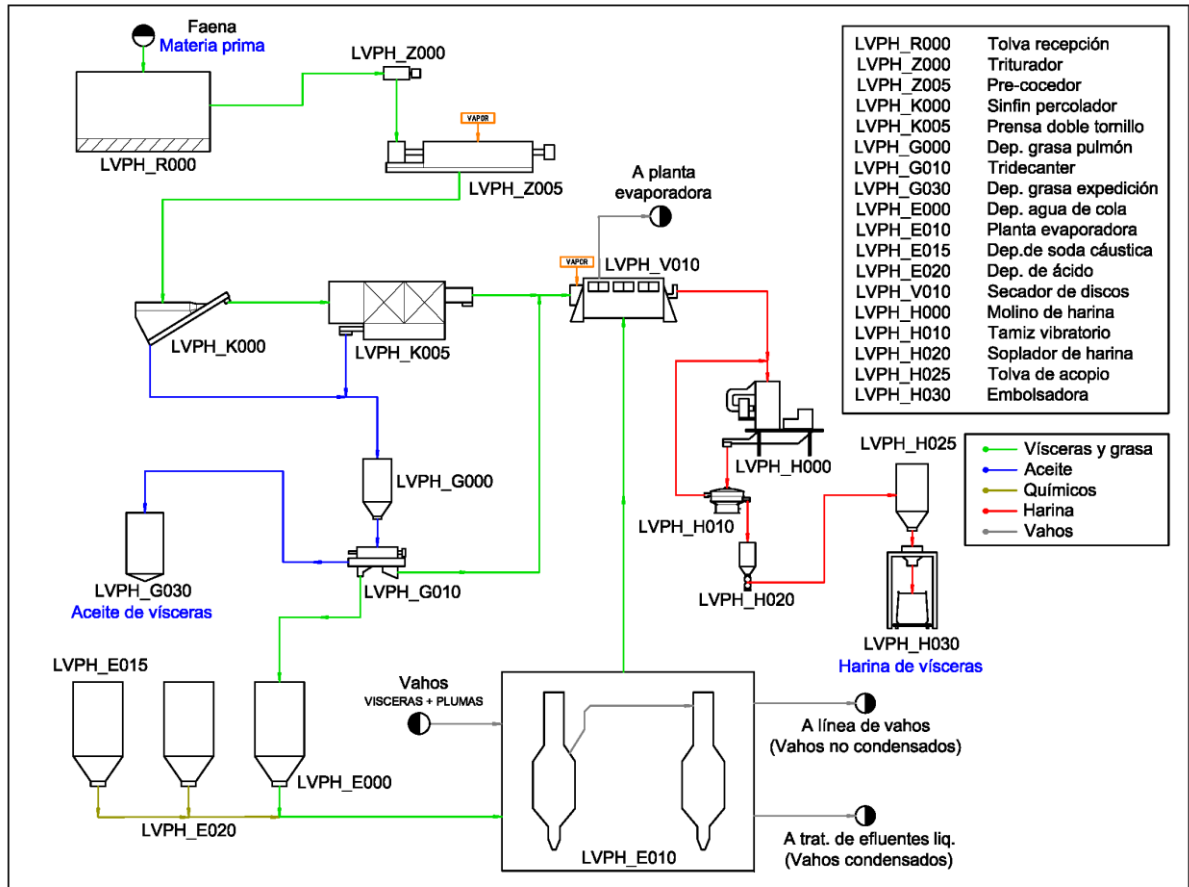 Faena
Materia prima
LVPH_R000
LVPH_Z000
VAPOR
LVPH_Z005
A planta
evaporadora
VAPOR
LVPH_V010
LVPH_K000
LVPH_K005
LVPH_G000
LVPH_G030
Aceite de vísceras
LVPH_G010
LVPH_H000
LVPH_H010
LVPH_H020
LVPH_H025
LVPH_H030
Harina de vísceras
LVPH_E015
LVPH_E020
LVPH_E000
Vahos
VISCERAS + PLUMAS
LVPH_E010
A línea de vahos
(Vahos no condensados)
A trat. de efluentes liq.
(Vahos condensados)
LVPH_R000 Tolva recepción
LVPH_Z000 Triturador
LVPH_Z005 Pre-cocedor
LVPH_K000 Sinfin percolador
LVPH_K005 Prensa doble tornillo
LVPH_G000 Dep. grasa pulmón
LVPH_G010 Tridecanter
LVPH_G030 Dep. grasa expedición
LVPH_E000 Dep. agua de cola
LVPH_E010 Planta evaporadora
LVPH_E015 Dep.de soda cáustica
LVPH_E020 Dep. de ácido
LVPH_V010 Secador de discos
LVPH_H000 Molino de harina
LVPH_H010 Tamiz vibratorio
LVPH_H020 Soplador de harina
LVPH_H025 Tolva de acopio
LVPH_H030 Embolsadora
Vísceras y grasa
Aceite
Químicos
Harina
Vahos